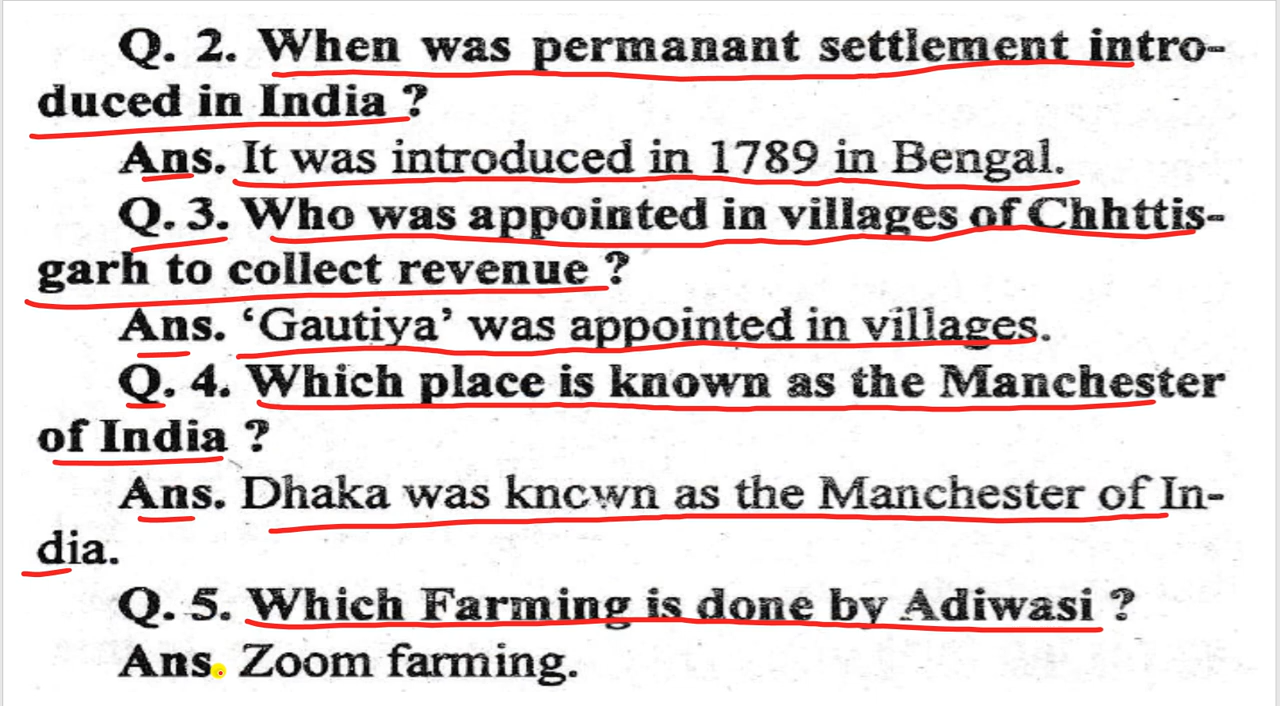 Q. 2. When was permanant settlement intro-
duced in India ?
Ans. It was introduced in 1789 in Bengal.
Q. 3. Who was appointed in villages of Chhttis-
garh to collect revenue ?
Ans. ‘Gautiya’ was appointed in villages.
Q. 4. Which place is known as the Manchester
of India ?
Ans. Dhaka was known as the Manchester of In-
dia.
Q. 5. Which Farming is done by Adiwasi ?
Ans. Zoom farming.